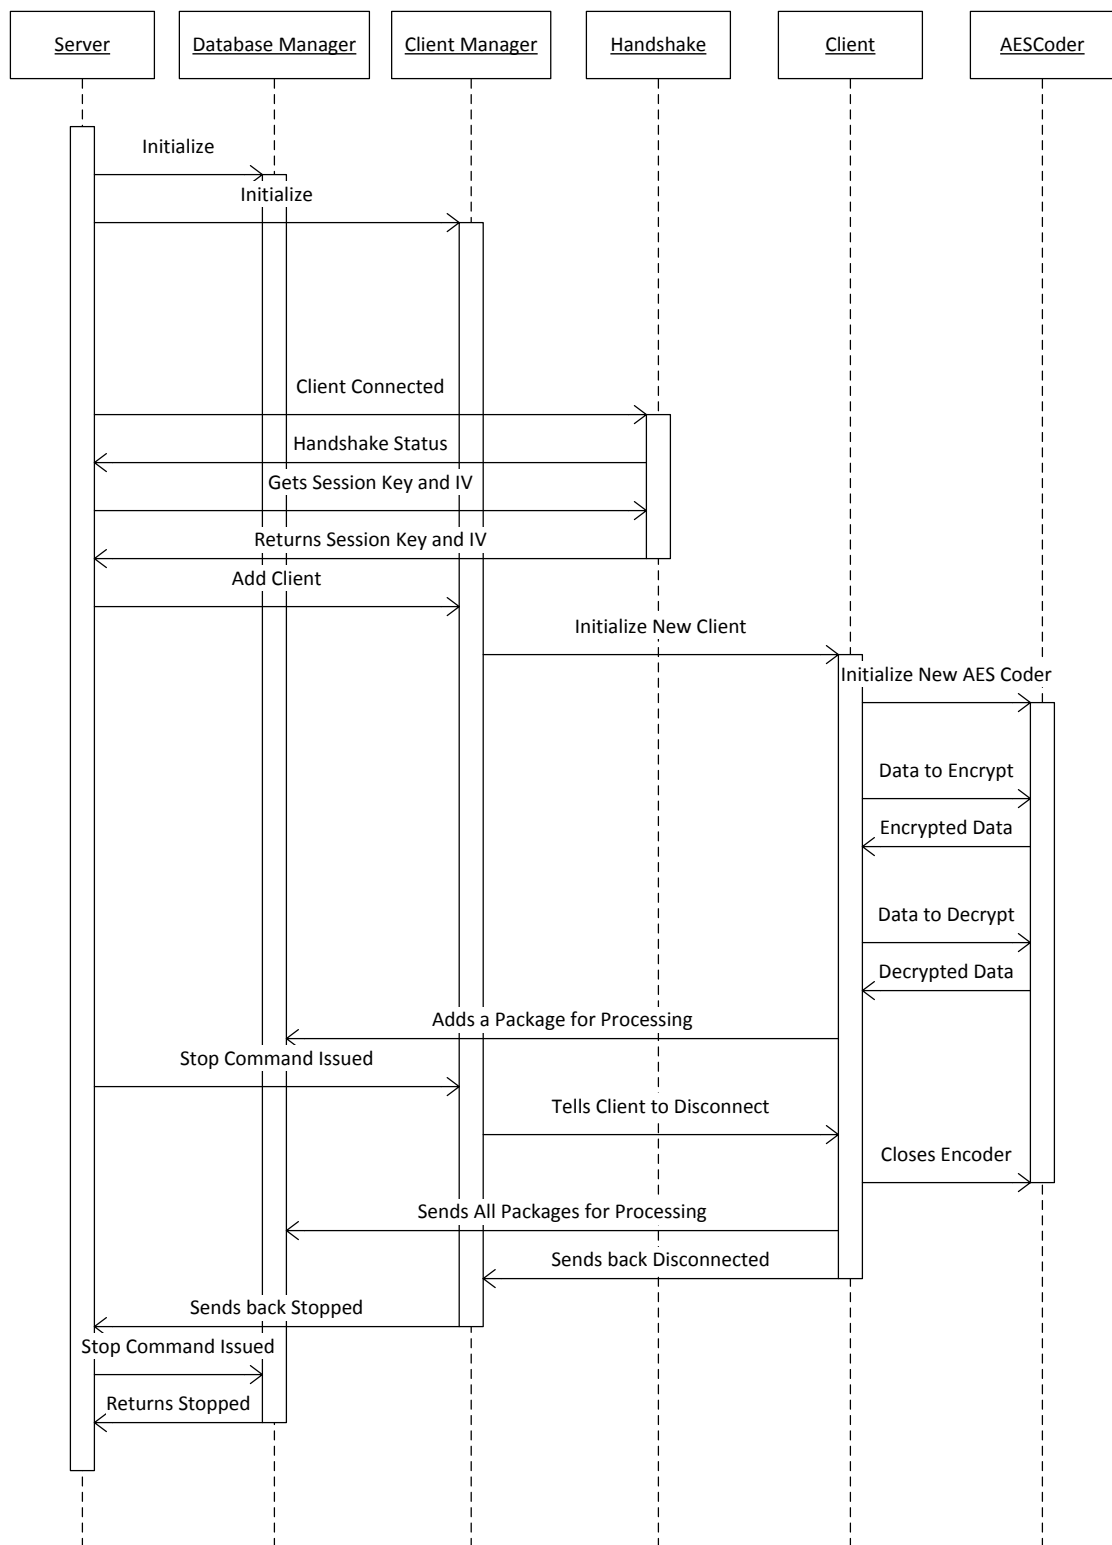 Server
Database Manager
Client Manager
Handshake
Client
AESCoder
Initialize
Initialize
Client Connected
Handshake Status
Gets Session Key and IV
Returns Session Key and IV
Add Client
Initialize New Client
Initialize New AES Coder
Data to Encrypt
Encrypted Data
Data to Decrypt
Decrypted Data
Adds a Package for Processing
Stop Command Issued
Tells Client to Disconnect
Closes Encoder
Sends All Packages for Processing
Sends back Disconnected
Sends back Stopped
Stop Command Issued
Returns Stopped